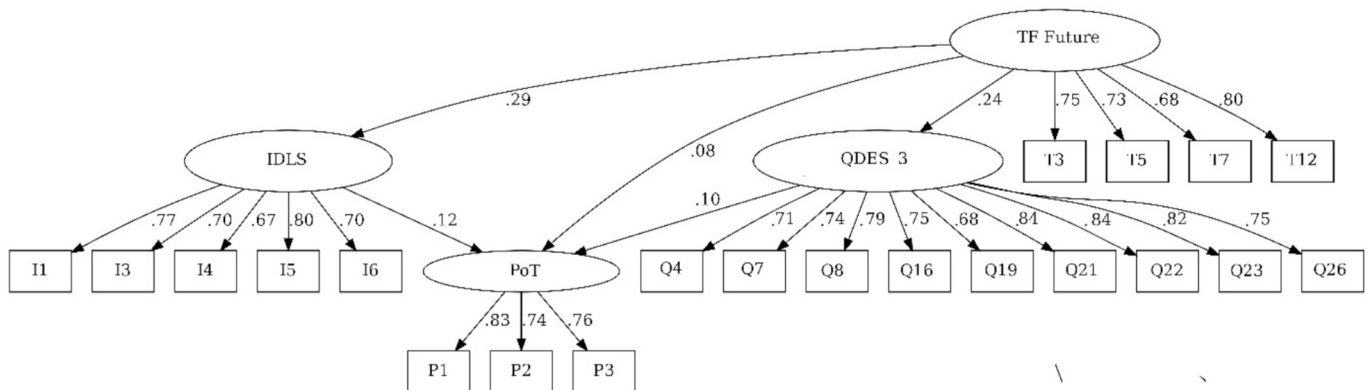 TF Future
.29
.24
.75
.73
.68
.80
IDLS
.08
QDES 3
T3
T5
T7
T12
.77
.70
.67
.80
.70
.12
.10
.71
.74
.79
.75
.68
.84
.84
.82
.75
I1
I3
I4
I5
I6
PoT
Q4
Q7
Q8
Q16
Q19
Q21
Q22
Q23
Q26
.83
.74
.76
P1
P2
P3